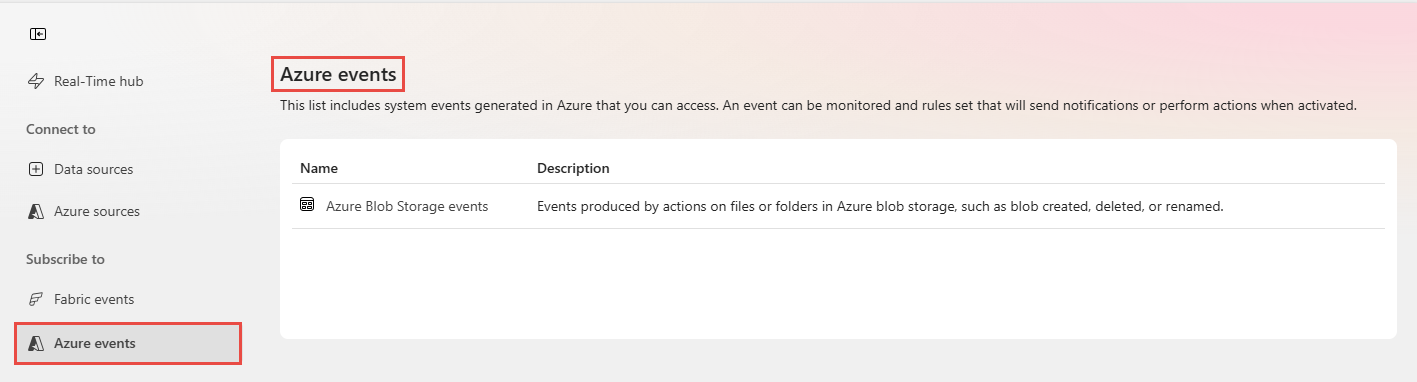 Real-Time hub
Connect to
Data sources
Azure sources
Subscribe to
Fabric events
Azure events
Azure events
This list includes system events generated in Azure that you can access. An event can be monitored and rules set that will send notifications or perform actions when activated.
Name Description
Azure Blob Storage events Events produced by actions on files or folders in Azure blob storage, such as blob created, deleted, or renamed.